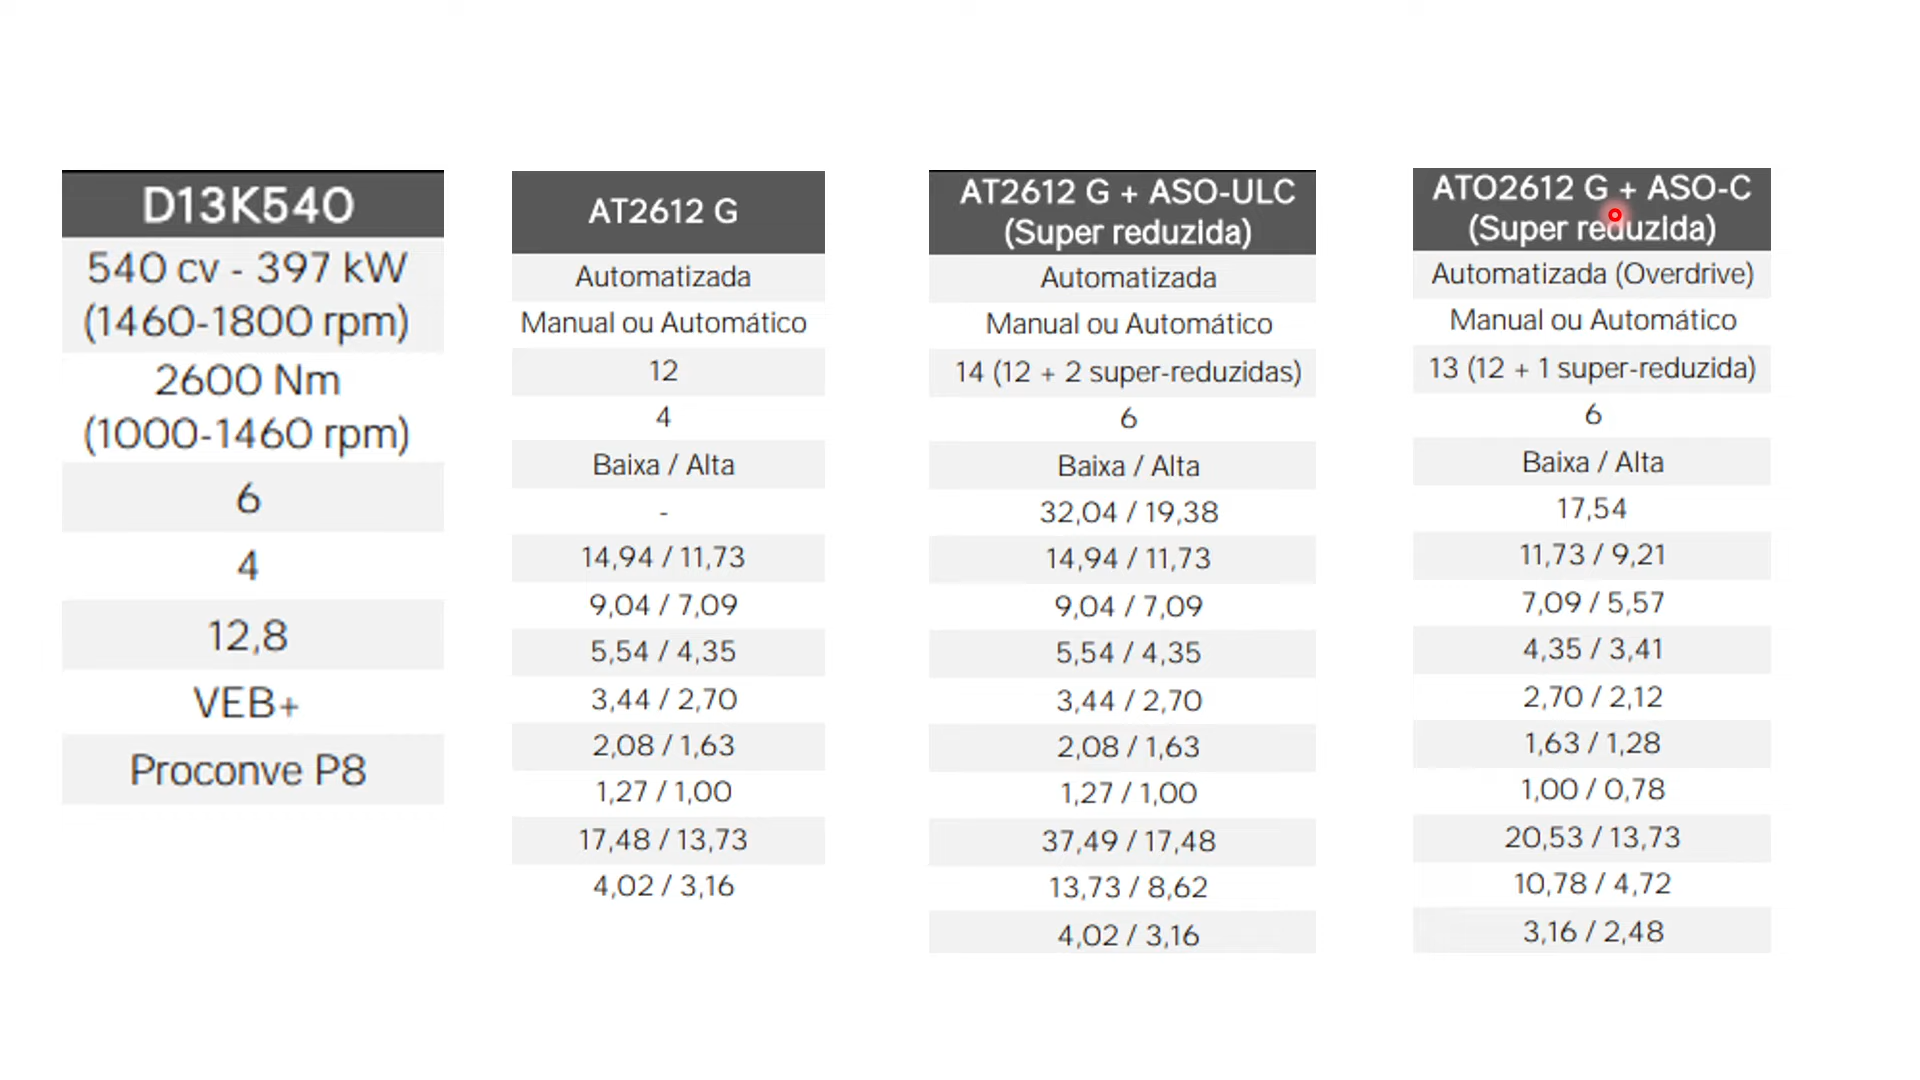 D13K540
540 cv - 397 kW
(1460-1800 rpm)
2600 Nm
(1000-1460 rpm)
6
4
12,8
VEB+
Proconve P8
AT2612 G
Automatizada
Manual ou Automático
12
4
Baixa / Alta
-
14,94 / 11,73
9,04 / 7,09
5,54 / 4,35
3,44 / 2,70
2,08 / 1,63
1,27 / 1,00
17,48 / 13,73
4,02 / 3,16
AT2612 G + ASO-ULC
(Super reduzida)
Automatizada
Manual ou Automático
14 (12 + 2 super-reduzidas)
6
Baixa / Alta
32,04 / 19,38
14,94 / 11,73
9,04 / 7,09
5,54 / 4,35
3,44 / 2,70
2,08 / 1,63
1,27 / 1,00
37,49 / 17,48
13,73 / 8,62
4,02 / 3,16
ATO2612 G + ASO-C
(Super reduzida)
Automatizada (Overdrive)
Manual ou Automático
13 (12 + 1 super-reduzida)
6
Baixa / Alta
17,54
11,73 / 9,21
7,09 / 5,57
4,35 / 3,41
2,70 / 2,12
1,63 / 1,28
1,00 / 0,78
20,53 / 13,73
10,78 / 4,72
3,16 / 2,48